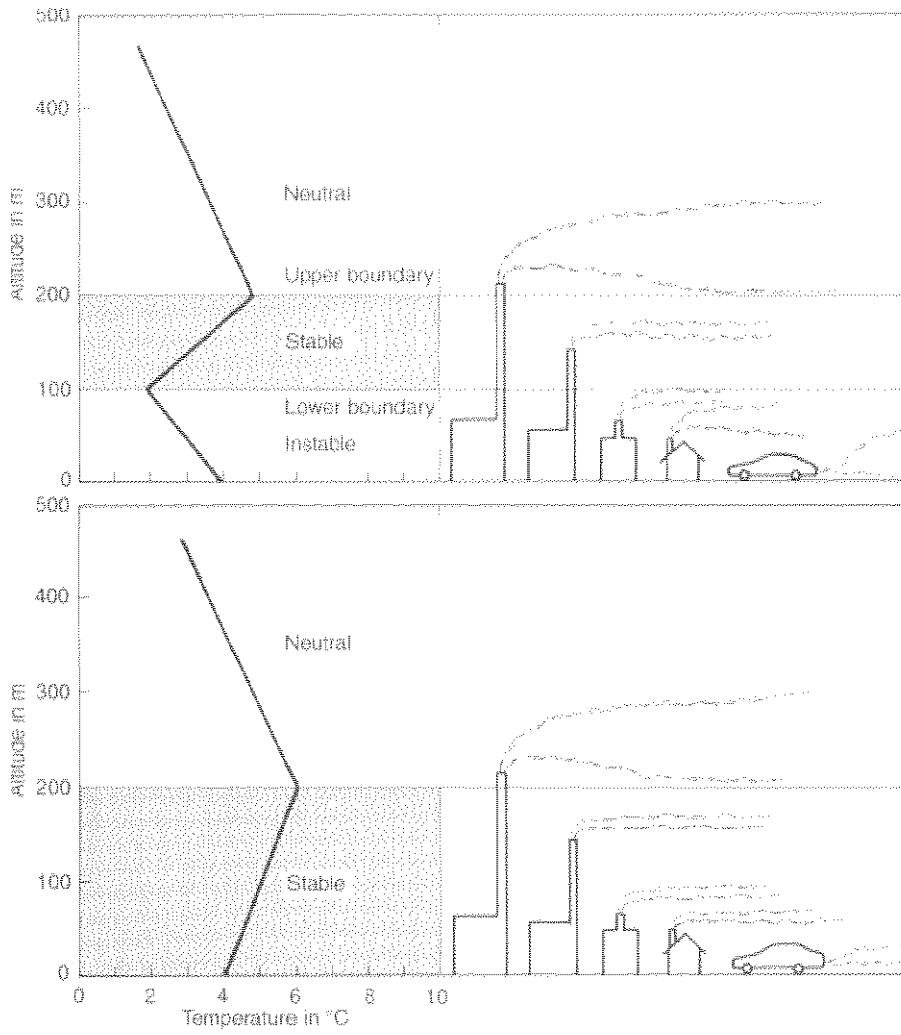 500
400
Neutral
300
Upper boundary
200
Stable
100
Lower boundary
Instable
0
Altitude in m
500
400
Neutral
300
200
100
Stable
0
Altitude in m
0 2 4 6 8 10
Temperature in °C